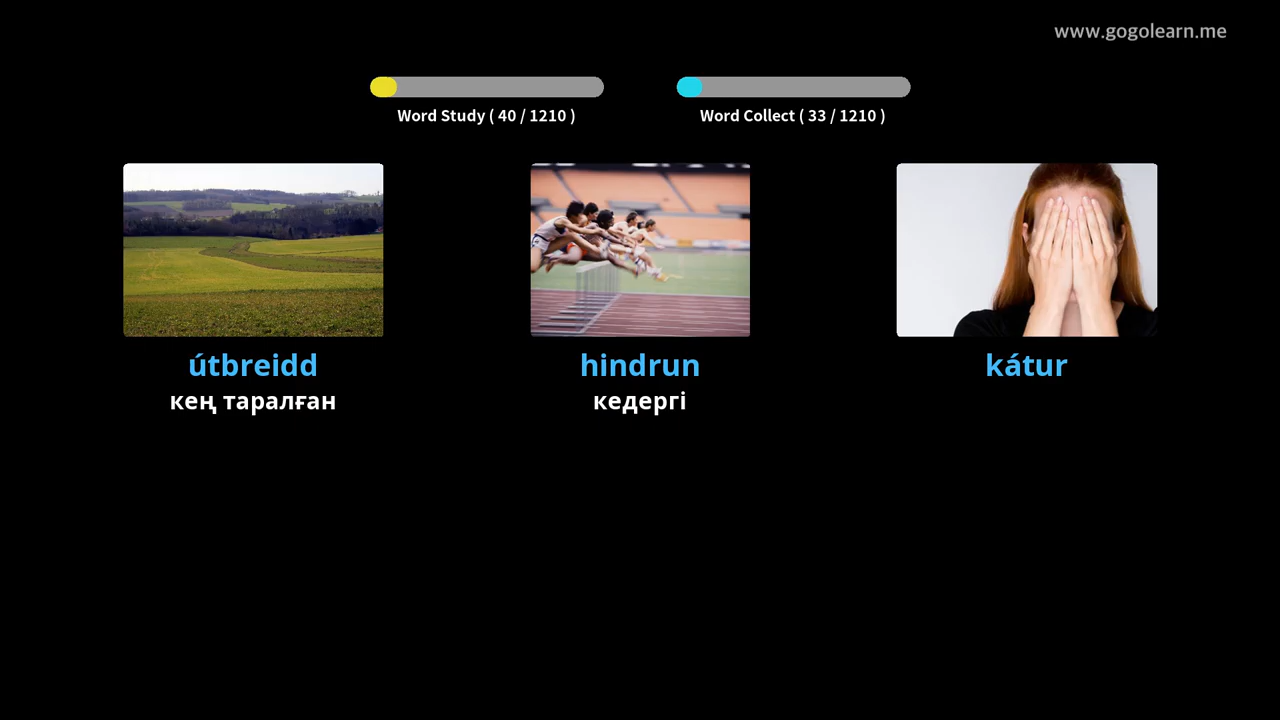 www.gogolearn.me
Word Study ( 40 / 1210 )
Word Collect ( 33 / 1210 )
útbreidd
hindrun
kátur
кең таралған
кедергі